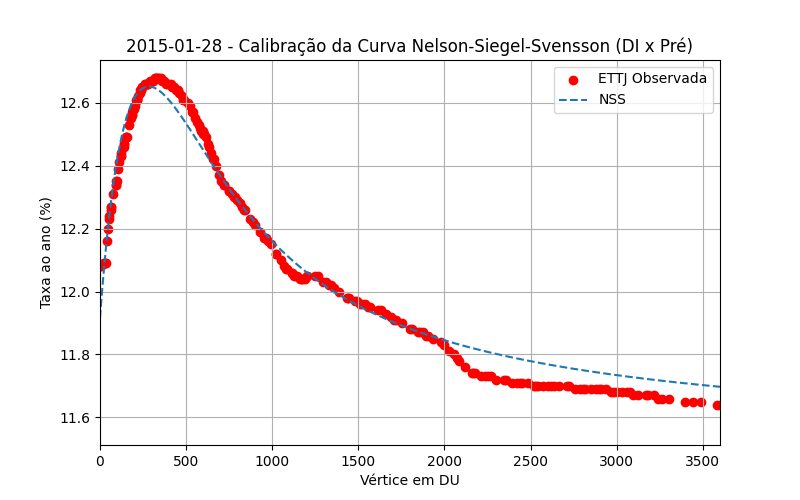 2015-01-28 - Calibração da Curva Nelson-Siegel-Svensson (DI x Pré)
ETTJ Observada
NSS
Taxa ao ano (%)
12.6
12.4
12.2
12.0
11.8
11.6
0 500 1000 1500 2000 2500 3000 3500
Vértice em DU